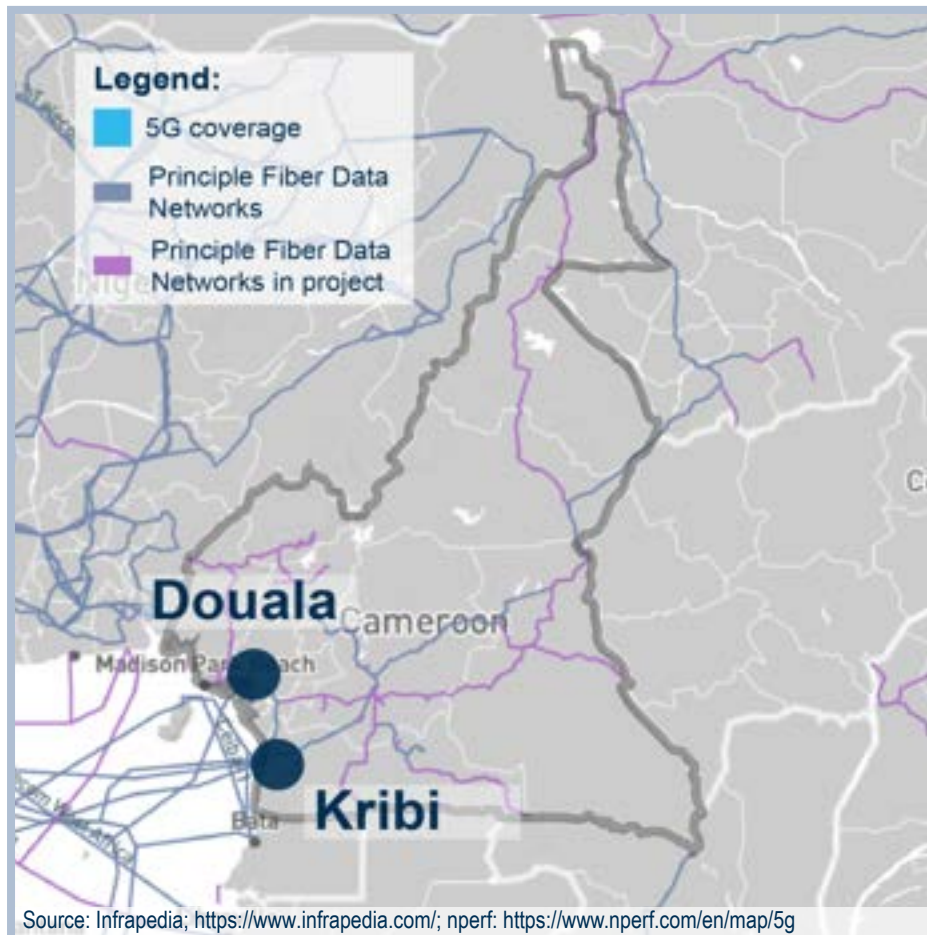 Legend:
5G coverage
Principle Fiber Data
Networks
Principle Fiber Data
Networks in project
Douala
Cameroon
Madison Park Beach
Kribi
Bata
Source: Infrapedia; https://www.infrapedia.com/; nperf: https://www.nperf.com/en/map/5g